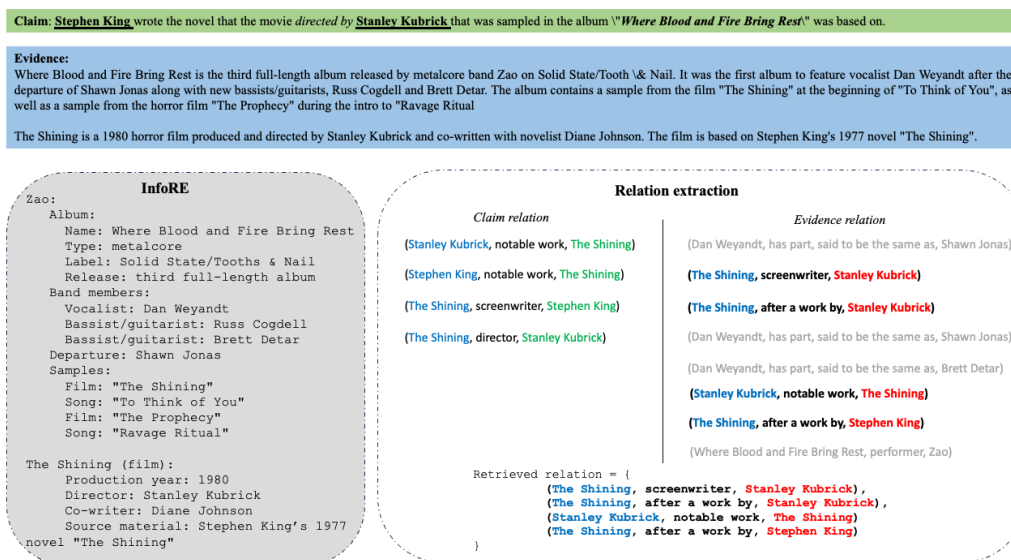 Claim: Stephen King wrote the novel that the movie directed by Stanley Kubrick that was sampled in the album \"Where Blood and Fire Bring Rest\" was based on.
Evidence:
Where Blood and Fire Bring Rest is the third full-length album released by metalcore band Zao on Solid State/Tooth \& Nail. It was the first album to feature vocalist Dan Weyandt after the
departure of Shawn Jonas along with new bassists/guitarists, Russ Cogdell and Brett Detar. The album contains a sample from the film "The Shining" at the beginning of "To Think of You", as
well as a sample from the horror film "The Prophecy" during the intro to "Ravage Ritual
The Shining is a 1980 horror film produced and directed by Stanley Kubrick and co-written with novelist Diane Johnson. The film is based on Stephen King's 1977 novel "The Shining".
InfoRE
Zao:
Album:
Name: Where Blood and Fire Bring Rest
Type: metalcore
Label: Solid State/Tooths & Nail
Release: third full-length album
Band members:
Vocalist: Dan Weyandt
Bassist/guitarist: Russ Cogdell
Bassist/guitarist: Brett Detar
Departure: Shawn Jonas
Samples:
Film: "The Shining"
Song: "To Think of You"
Film: "The Prophecy"
Song: "Ravage Ritual"
The Shining (film):
Production year: 1980
Director: Stanley Kubrick
Co-writer: Diane Johnson
Source material: Stephen King's 1977
novel "The Shining"
Relation extraction
Claim relation
(Stanley Kubrick, notable work, The Shining)
(Stephen King, notable work, The Shining)
(The Shining, screenwriter, Stephen King)
(The Shining, director, Stanley Kubrick)
Evidence relation
(Dan Weyandt, has part, said to be the same as, Shawn Jonas)
(The Shining, screenwriter, Stanley Kubrick)
(The Shining, after a work by, Stanley Kubrick)
(Dan Weyandt, has part, said to be the same as, Shawn Jonas)
(Dan Weyandt, has part, said to be the same as, Brett Detar)
(Stanley Kubrick, notable work, The Shining)
(The Shining, after a work by, Stephen King)
(Where Blood and Fire Bring Rest, performer, Zao)
Retrieved relation = {
(The Shining, screenwriter, Stanley Kubrick),
(The Shining, after a work by, Stanley Kubrick),
(Stanley Kubrick, notable work, The Shining)
(The Shining, after a work by, Stephen King)
}